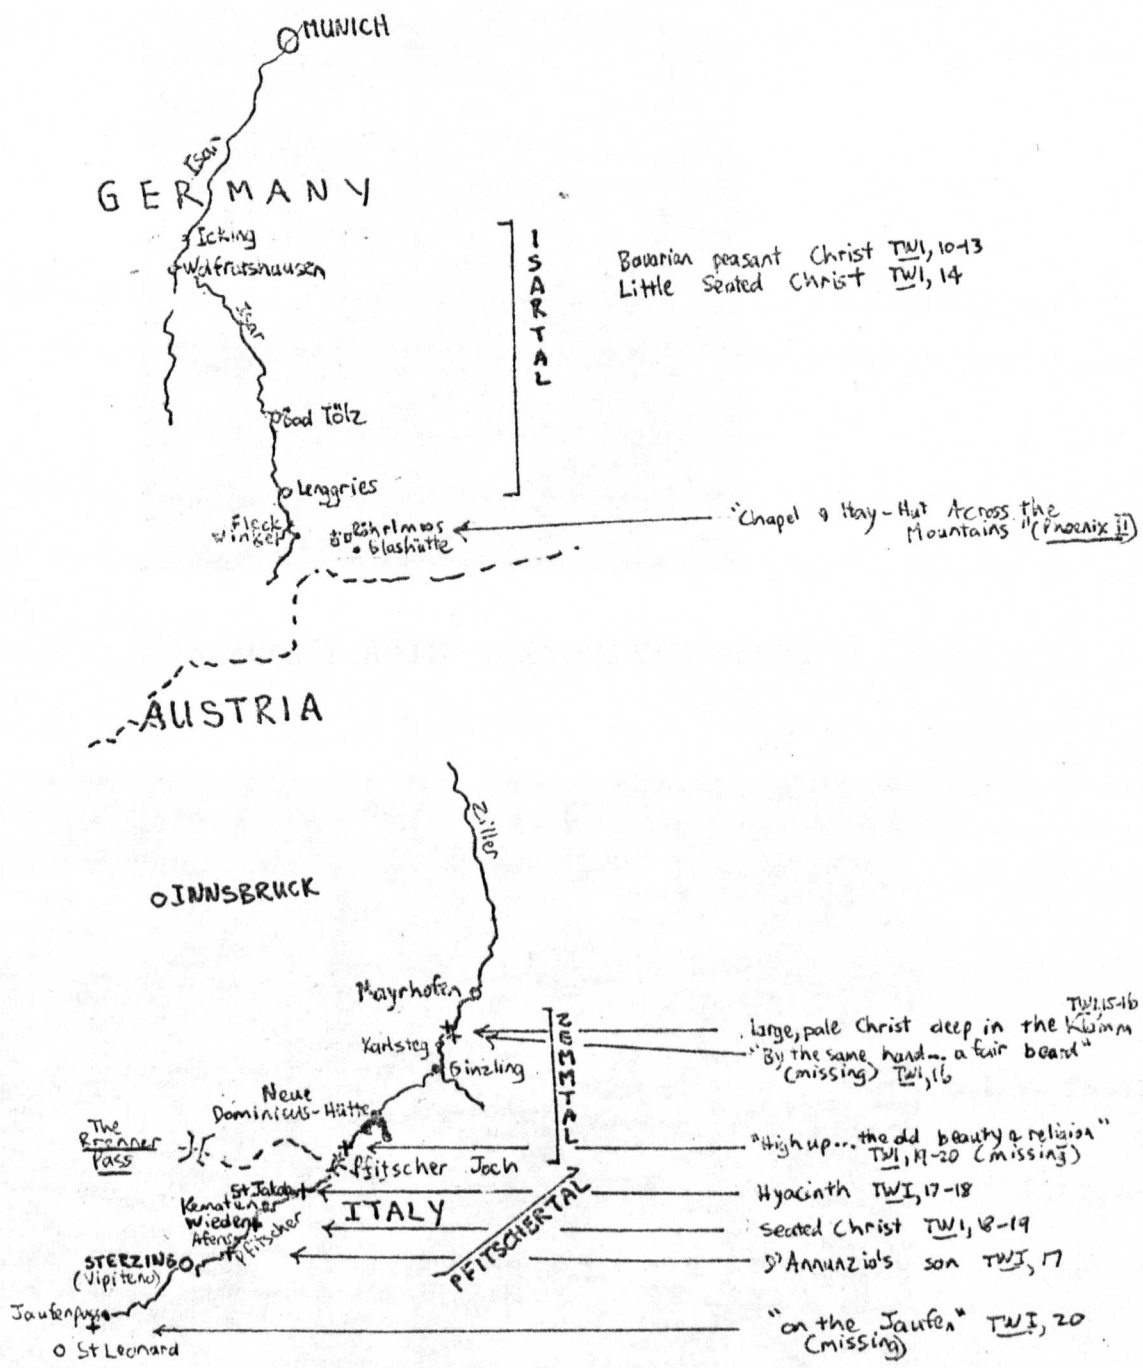 MUNICH
Isar
GERMANY
Icking
Wolfratshausen
Isar
ISARTAL
Bavarian peasant Christ TWI, 10-13
Little Seated Christ TWI, 14
Bad Tölz
Lenggries
Fleck
Winkel
Röhrlmoos
Glashütte
"Chapel & Hay-Hut Across the
Mountains" (Phoenix II)
AUSTRIA
Ziller
INNSBRUCK
Mayrhofen
ZEMMTAL
TWI, 15-16
Large, pale Christ deep in the Klamm
Karlsteg
"By the same hand... a fair beard"
(missing) TWI, 16
Ginzling
Neue
Dominicus-Hütte
The
Brenner
Pass
"High up... the old beauty & religion"
TWI, 19-20 (missing)
Pfitscher Joch
St Jakob
Hyacinth TWI, 17-18
Kematen
ITALY
PFITSCHERTAL
Wieden
Afens
Pfitscher
Seated Christ TWI, 18-19
STERZING
(Vipiteno)
D'Annunzio's son TWI, 17
Jaufenpass
"on the Jaufen" TWI, 20
(missing)
St Leonard